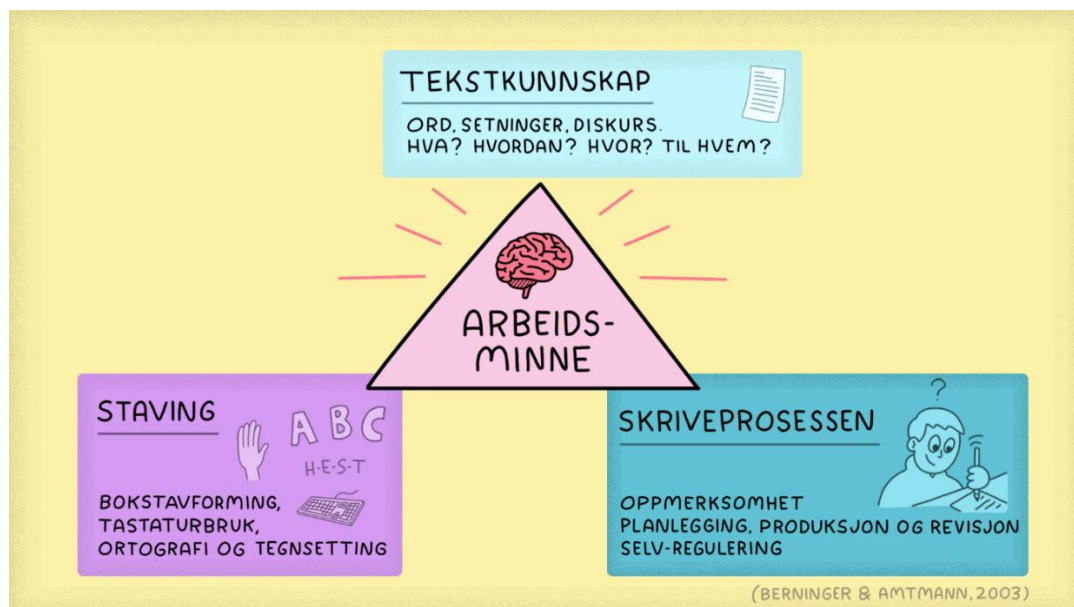 TEKSTKUNNSKAP
ORD, SETNINGER, DISKURS.
HVA? HVORDAN? HVOR? TIL HVEM?
ARBEIDS-
MINNE
STAVING
A B C
H-E-S-T
BOKSTAVFORMING,
TASTATURBRUK,
ORTOGRAFI OG TEGNSETTING
SKRIVEPROSESSEN
?
OPPMERKSOMHET
PLANLEGGING, PRODUKSJON OG REVISJON
SELV-REGULERING
(BERNINGER & AMTMANN, 2003)